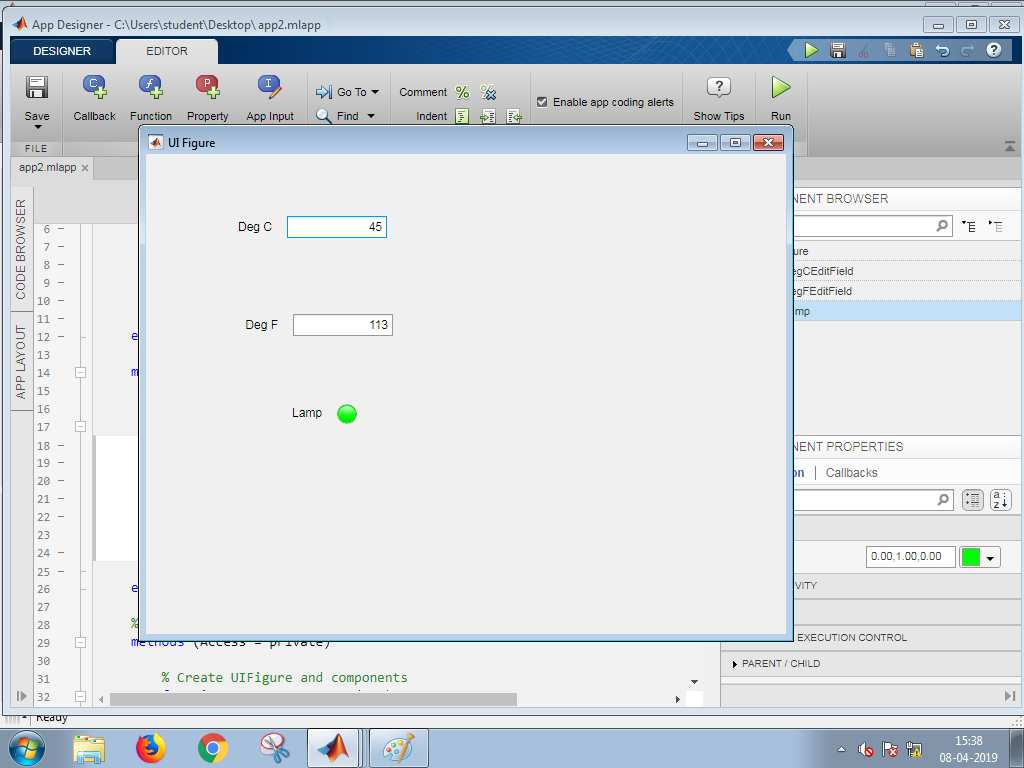 App Designer - C:\Users\student\Desktop\ app2.mlapp
DESIGNER
EDITOR
Save
Callback
Function
Property
App Input
Go To
Find
Comment
Indent
Enable app coding alerts
Show Tips
Run
FILE
app2.mlapp
UI Figure
Deg C 45
Deg F 113
Lamp
CODE BROWSER
APP LAYOUT
6
7
8
9
10
11
12
13
14
15
16
17
18
19
20
21
22
23
24
25
26
27
28 %
29 methods (Access = private)
30
31 % Create UIFigure and components
32
NENT BROWSER
ure
egCEditField
egFEditField
mp
NENT PROPERTIES
on | Callbacks
0.00,1.00,0.00
VITY
EXECUTION CONTROL
PARENT / CHILD
Ready
15:38
08-04-2019